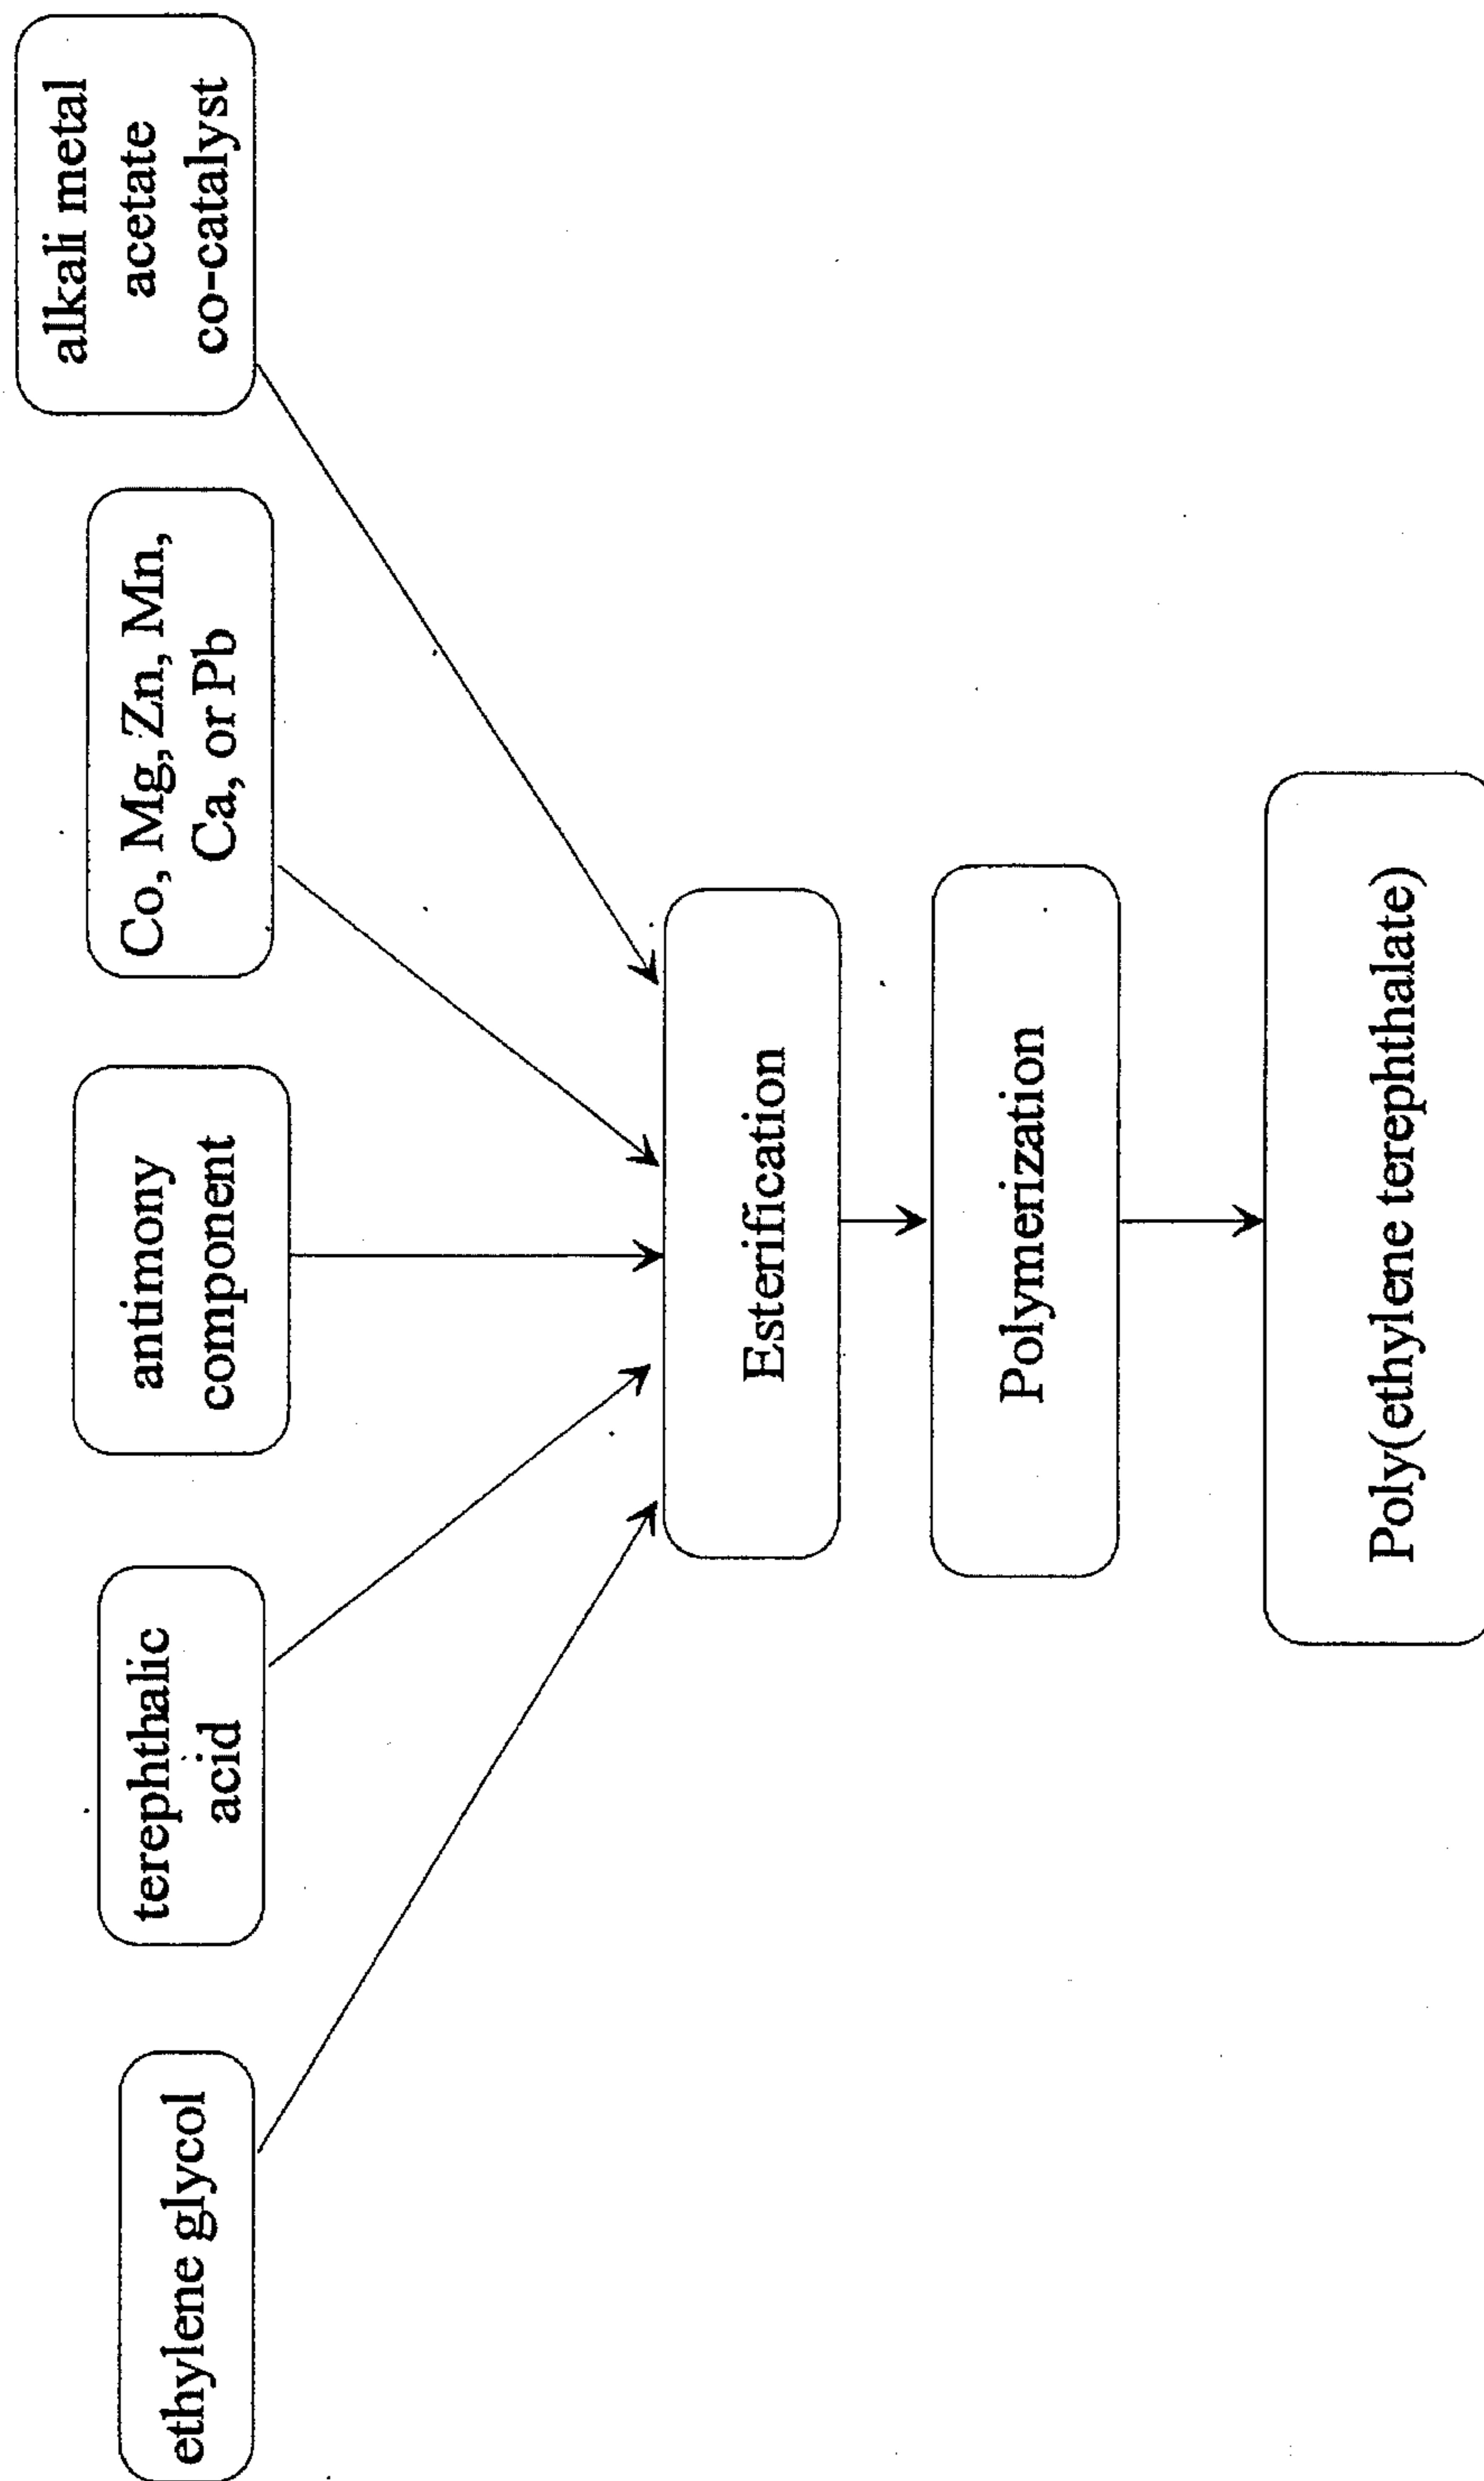 ethylene glycol
terephthalic
acid
antimony
component
Co, Mg, Zn, Mn,
Ca, or Pb
alkali metal
acetate
co-catalyst
Esterification
Polymerization
Poly(ethylene terephthalate)